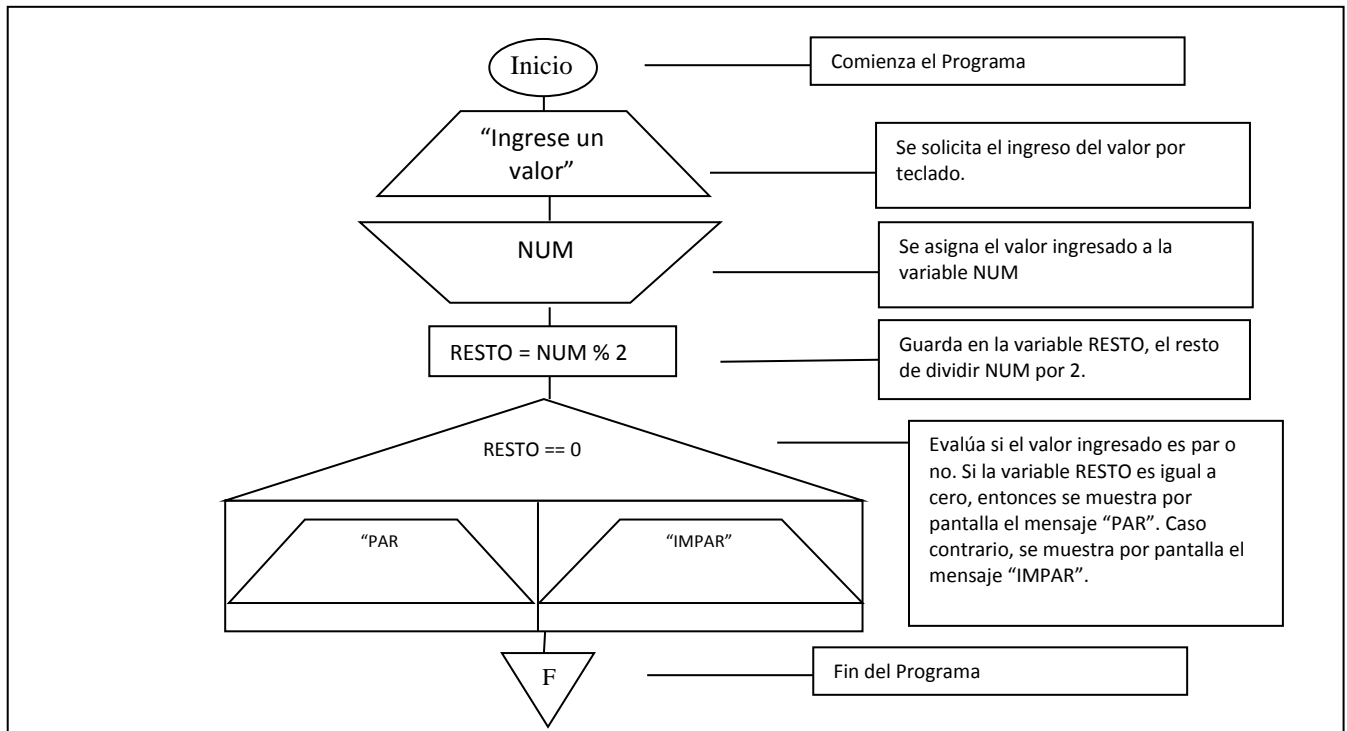 Inicio
Comienza el Programa
“Ingrese un
valor”
Se solicita el ingreso del valor por
teclado.
NUM
Se asigna el valor ingresado a la
variable NUM
RESTO = NUM % 2
Guarda en la variable RESTO, el resto
de dividir NUM por 2.
RESTO == 0
Evalúa si el valor ingresado es par o
no. Si la variable RESTO es igual a
cero, entonces se muestra por
pantalla el mensaje “PAR”. Caso
contrario, se muestra por pantalla el
mensaje “IMPAR”.
“PAR
“IMPAR”
F
Fin del Programa